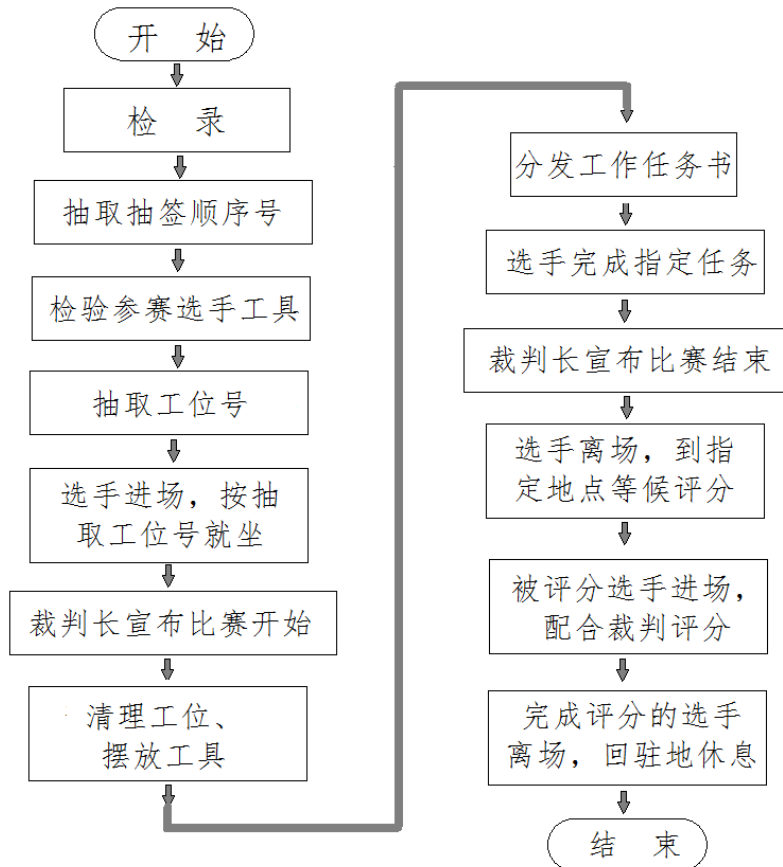 开 始
检 录
抽取抽签顺序号
检验参赛选手工具
抽取工位号
选手进场，按抽
取工位号就坐
裁判长宣布比赛开始
清理工位、
摆放工具
分发工作任务书
选手完成指定任务
裁判长宣布比赛结束
选手离场，到指
定地点等候评分
被评分选手进场，
配合裁判评分
完成评分的选手
离场，回驻地休息
结 束